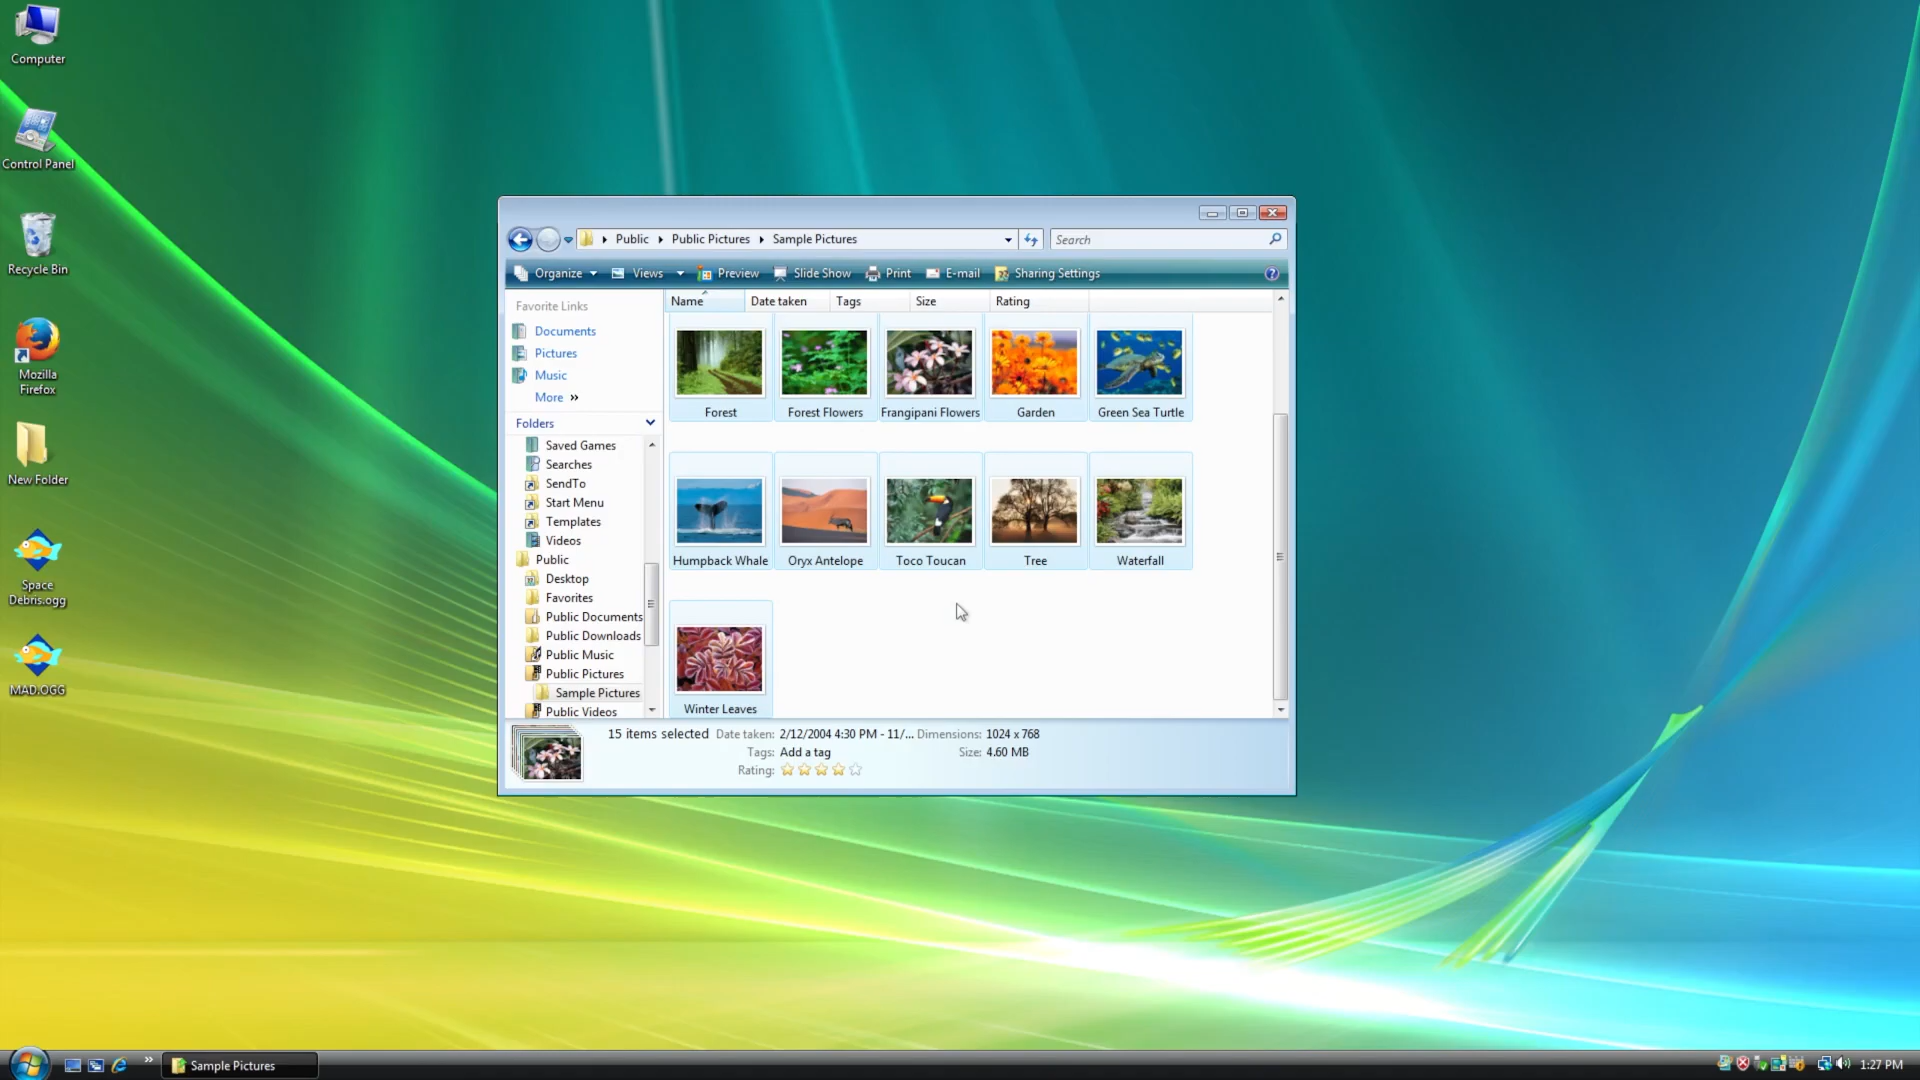 Computer
Control Panel
Recycle Bin
Mozilla
Firefox
New Folder
Space
Debris.ogg
MAD.OGG
Public
Public Pictures
Sample Pictures
Search
Organize
Views
Preview
Slide Show
Print
E-mail
Sharing Settings
Favorite Links
Documents
Pictures
Music
More »
Folders
Saved Games
Searches
SendTo
Start Menu
Templates
Videos
Public
Desktop
Favorites
Public Documents
Public Downloads
Public Music
Public Pictures
Sample Pictures
Public Videos
Name Date taken Tags Size Rating
Forest Forest Flowers Frangipani Flowers Garden Green Sea Turtle
Humpback Whale Oryx Antelope Toco Toucan Tree Waterfall
Winter Leaves
15 items selected Date taken: 2/12/2004 4:30 PM - 11/... Dimensions: 1024 x 768
Tags: Add a tag Size: 4.60 MB
Rating:
Sample Pictures
1:27 PM